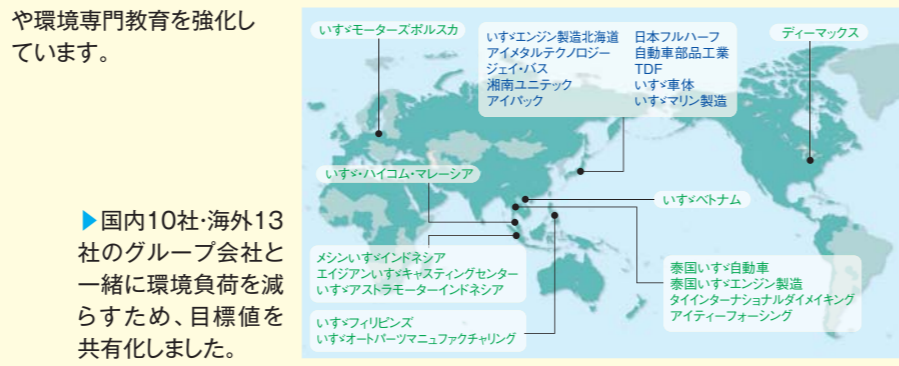 や環境専門教育を強化し
ています。
▶国内10社・海外13
社のグループ会社と
一緒に環境負荷を減
らすため、目標値を
共有化しました。
いすゞモーターズポルスカ
いすゞエンジン製造北海道
アイメタルテクノロジー
ジェイ・バス
湘南ユニテック
アイパック
日本フルハーフ
自動車部品工業
TDF
いすゞ車体
いすゞマリン製造
ディーマックス
いすゞ・ハイコム・マレーシア
いすゞベトナム
メシンいすゞインドネシア
エイジアンいすゞキャスティングセンター
いすゞアストラモーターインドネシア
いすゞフィリピンズ
いすゞオートパーツマニュファクチャリング
泰国いすゞ自動車
泰国いすゞエンジン製造
タイインターナショナルダイメイキング
アイティーフォーシング